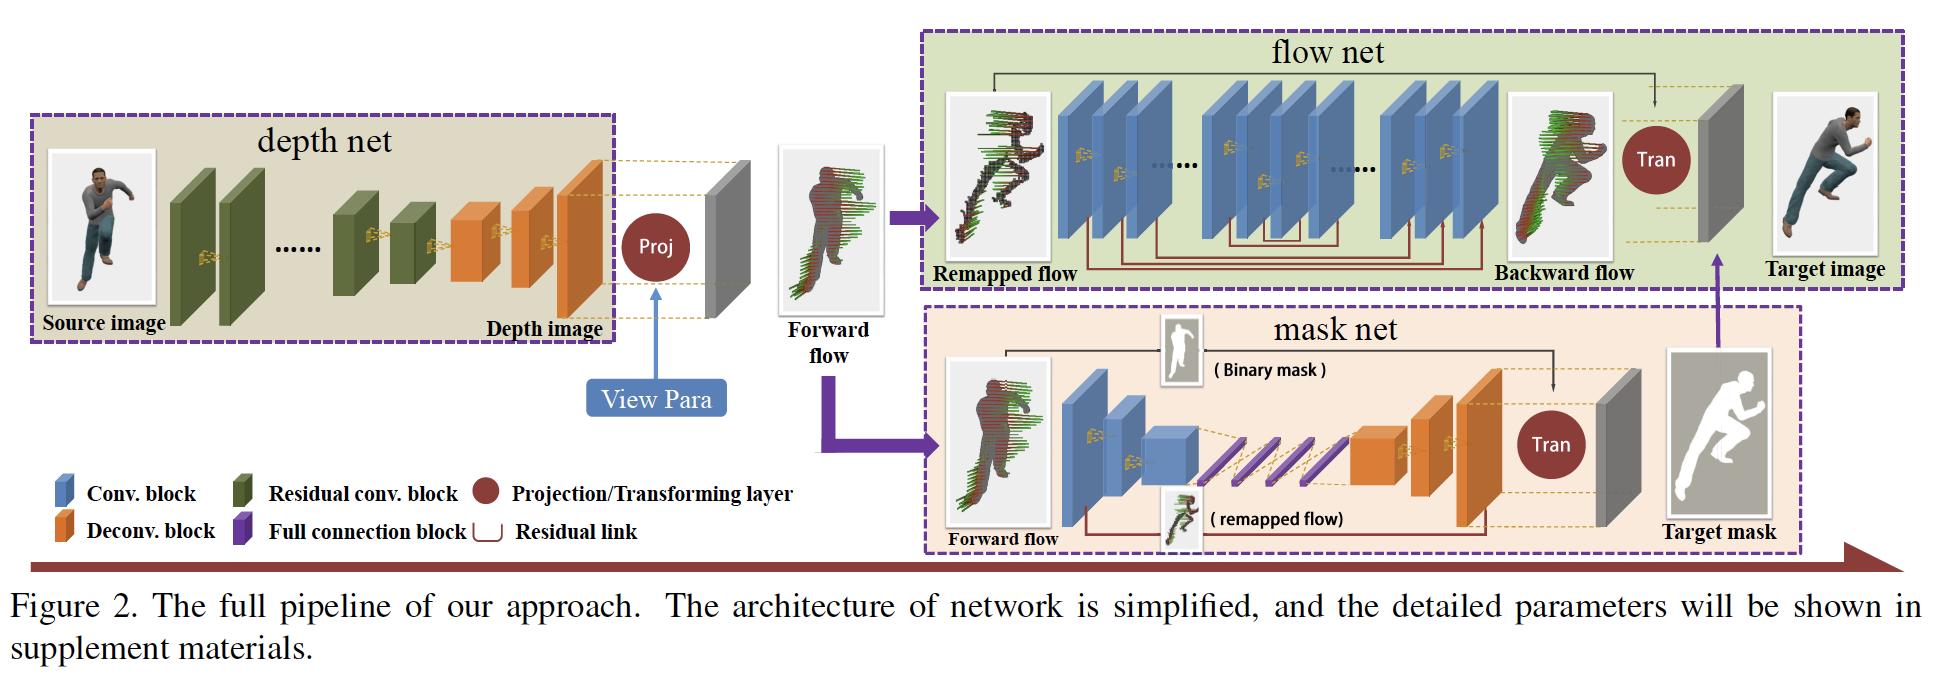 depth net
Source image
Depth image
Proj
View Para
Forward
flow
flow net
Remapped flow
Backward flow
Tran
Target image
mask net
( Binary mask )
Forward flow
( remapped flow)
Tran
Target mask
Conv. block
Residual conv. block
Projection/Transforming layer
Deconv. block
Full connection block
Residual link
Figure 2. The full pipeline of our approach. The architecture of network is simplified, and the detailed parameters will be shown in
supplement materials.